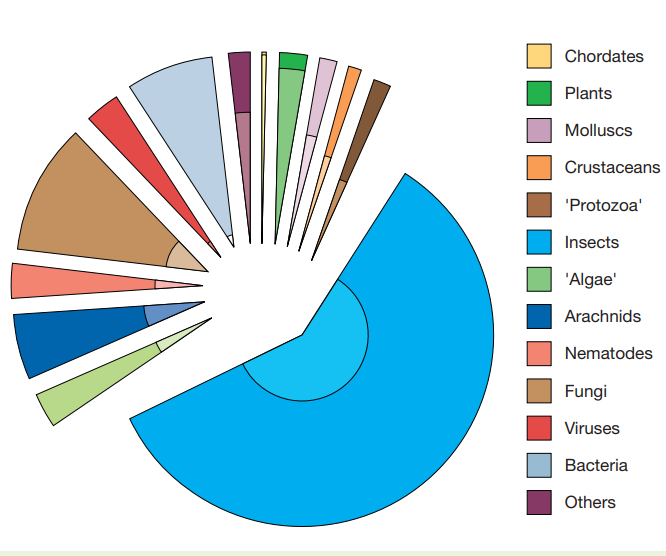 Chordates
Plants
Molluscs
Crustaceans
'Protozoa'
Insects
'Algae'
Arachnids
Nematodes
Fungi
Viruses
Bacteria
Others